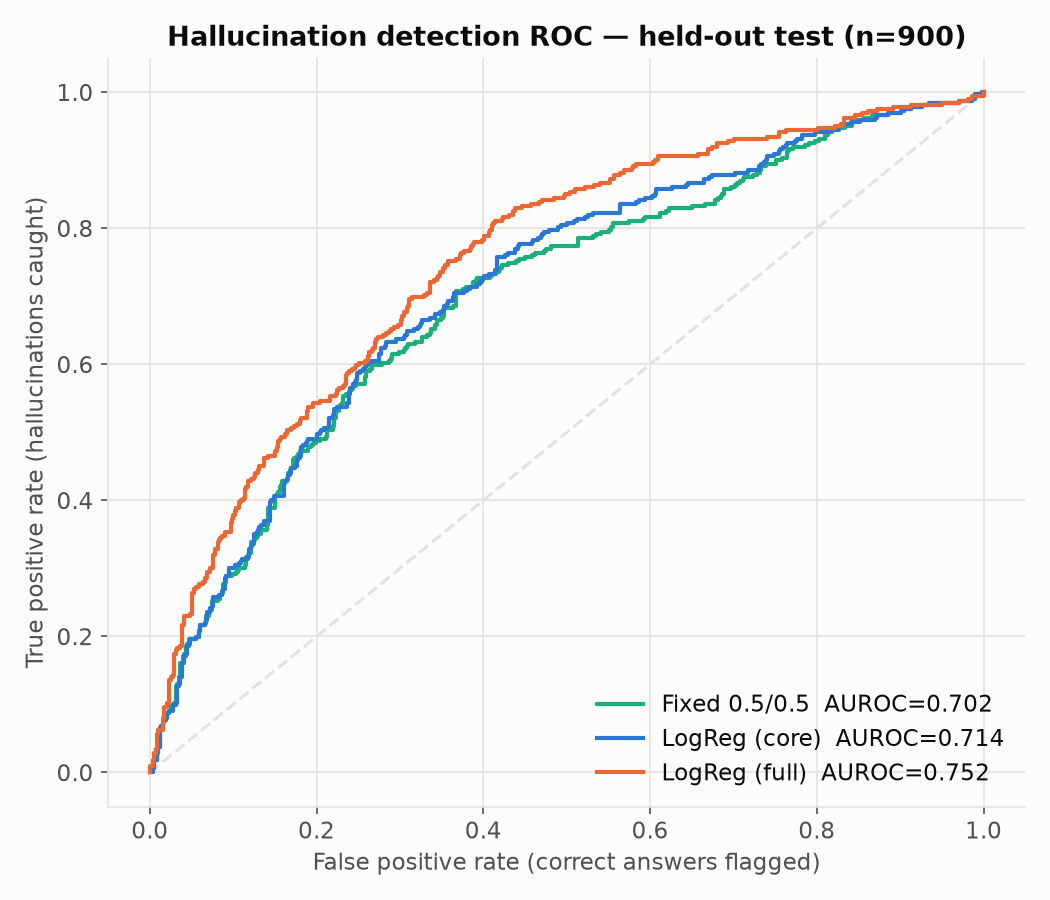 Hallucination detection ROC — held-out test (n=900)
True positive rate (hallucinations caught)
1.0
0.8
0.6
0.4
0.2
0.0
Fixed 0.5/0.5 AUROC=0.702
LogReg (core) AUROC=0.714
LogReg (full) AUROC=0.752
0.0 0.2 0.4 0.6 0.8 1.0
False positive rate (correct answers flagged)